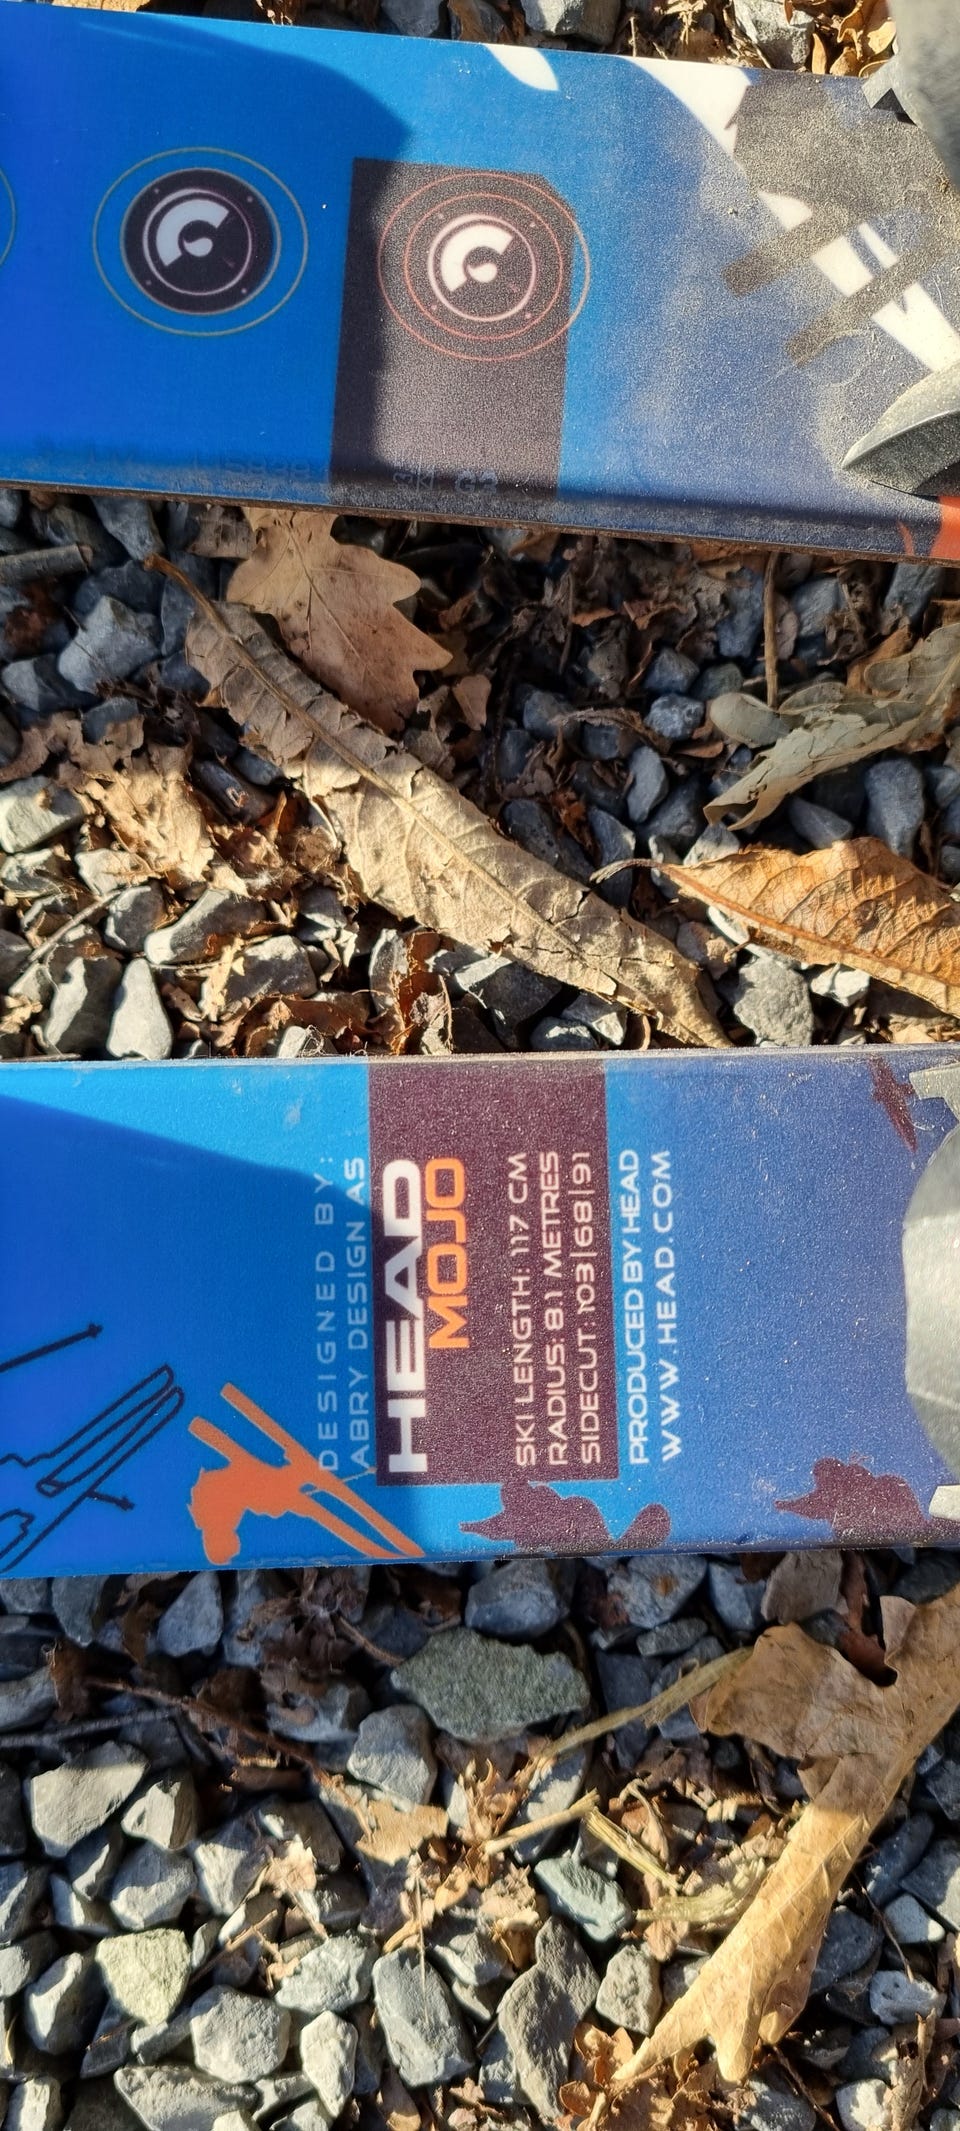 DESIGNED BY:
ABRY DESIGN AS
HEAD
MOJO
SKI LENGTH: 117 CM
RADIUS: 8.1 METRES
SIDECUT: 103|68|91
PRODUCED BY HEAD
WWW.HEAD.COM